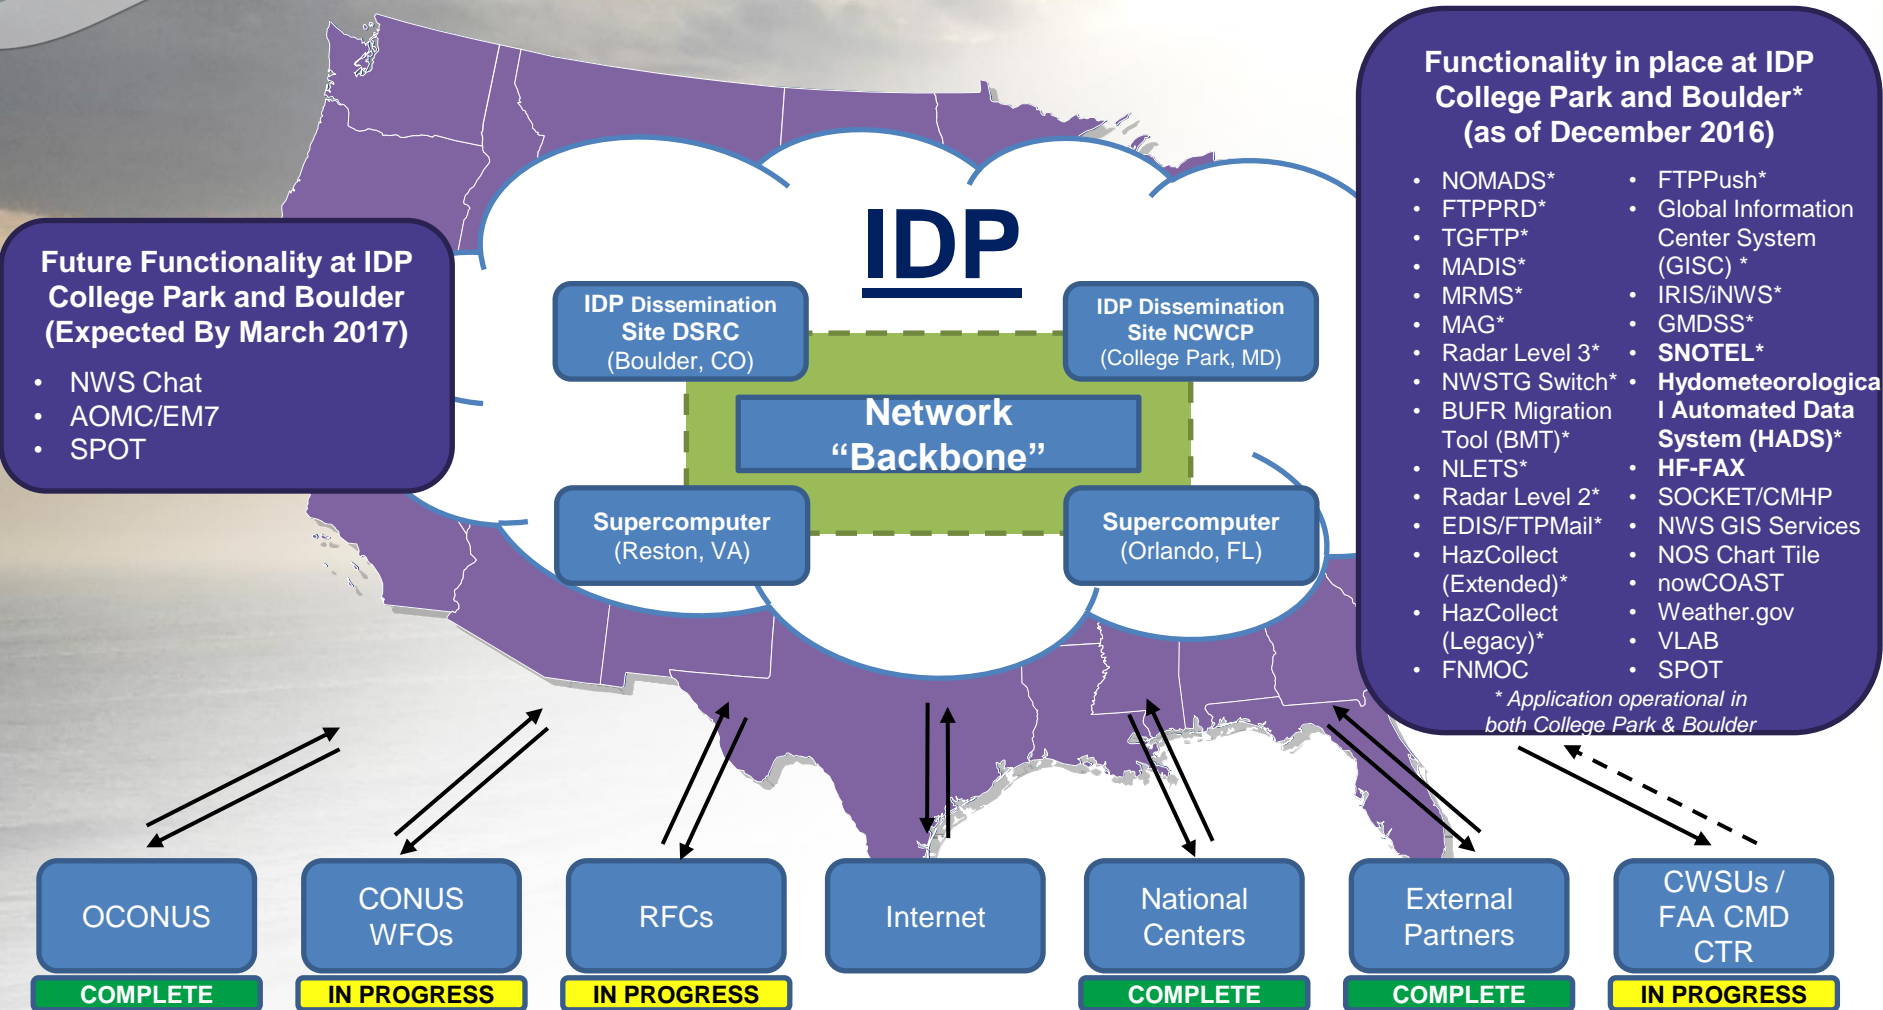 IDP
Future Functionality at IDP
College Park and Boulder
(Expected By March 2017)
• NWS Chat
• AOMC/EM7
• SPOT
IDP Dissemination
Site DSRC
(Boulder, CO)
IDP Dissemination
Site NCWCP
(College Park, MD)
Network
“Backbone”
Supercomputer
(Reston, VA)
Supercomputer
(Orlando, FL)
Functionality in place at IDP
College Park and Boulder*
(as of December 2016)
• NOMADS*
• FTPPRD*
• TGFTP*
• MADIS*
• MRMS*
• MAG*
• Radar Level 3*
• NWSTG Switch*
• BUFR Migration
Tool (BMT)*
• NLETS*
• Radar Level 2*
• EDIS/FTPMail*
• HazCollect
(Extended)*
• HazCollect
(Legacy)*
• FNMOC
• FTPPush*
• Global Information
Center System
(GISC) *
• IRIS/iNWS*
• GMDSS*
• SNOTEL*
• Hydometeorologica
l Automated Data
System (HADS)*
• HF-FAX
• SOCKET/CMHP
• NWS GIS Services
• NOS Chart Tile
• nowCOAST
• Weather.gov
• VLAB
• SPOT
* Application operational in
both College Park & Boulder
OCONUS
COMPLETE
CONUS
WFOs
IN PROGRESS
RFCs
IN PROGRESS
Internet
National
Centers
COMPLETE
External
Partners
COMPLETE
CWSUs /
FAA CMD
CTR
IN PROGRESS